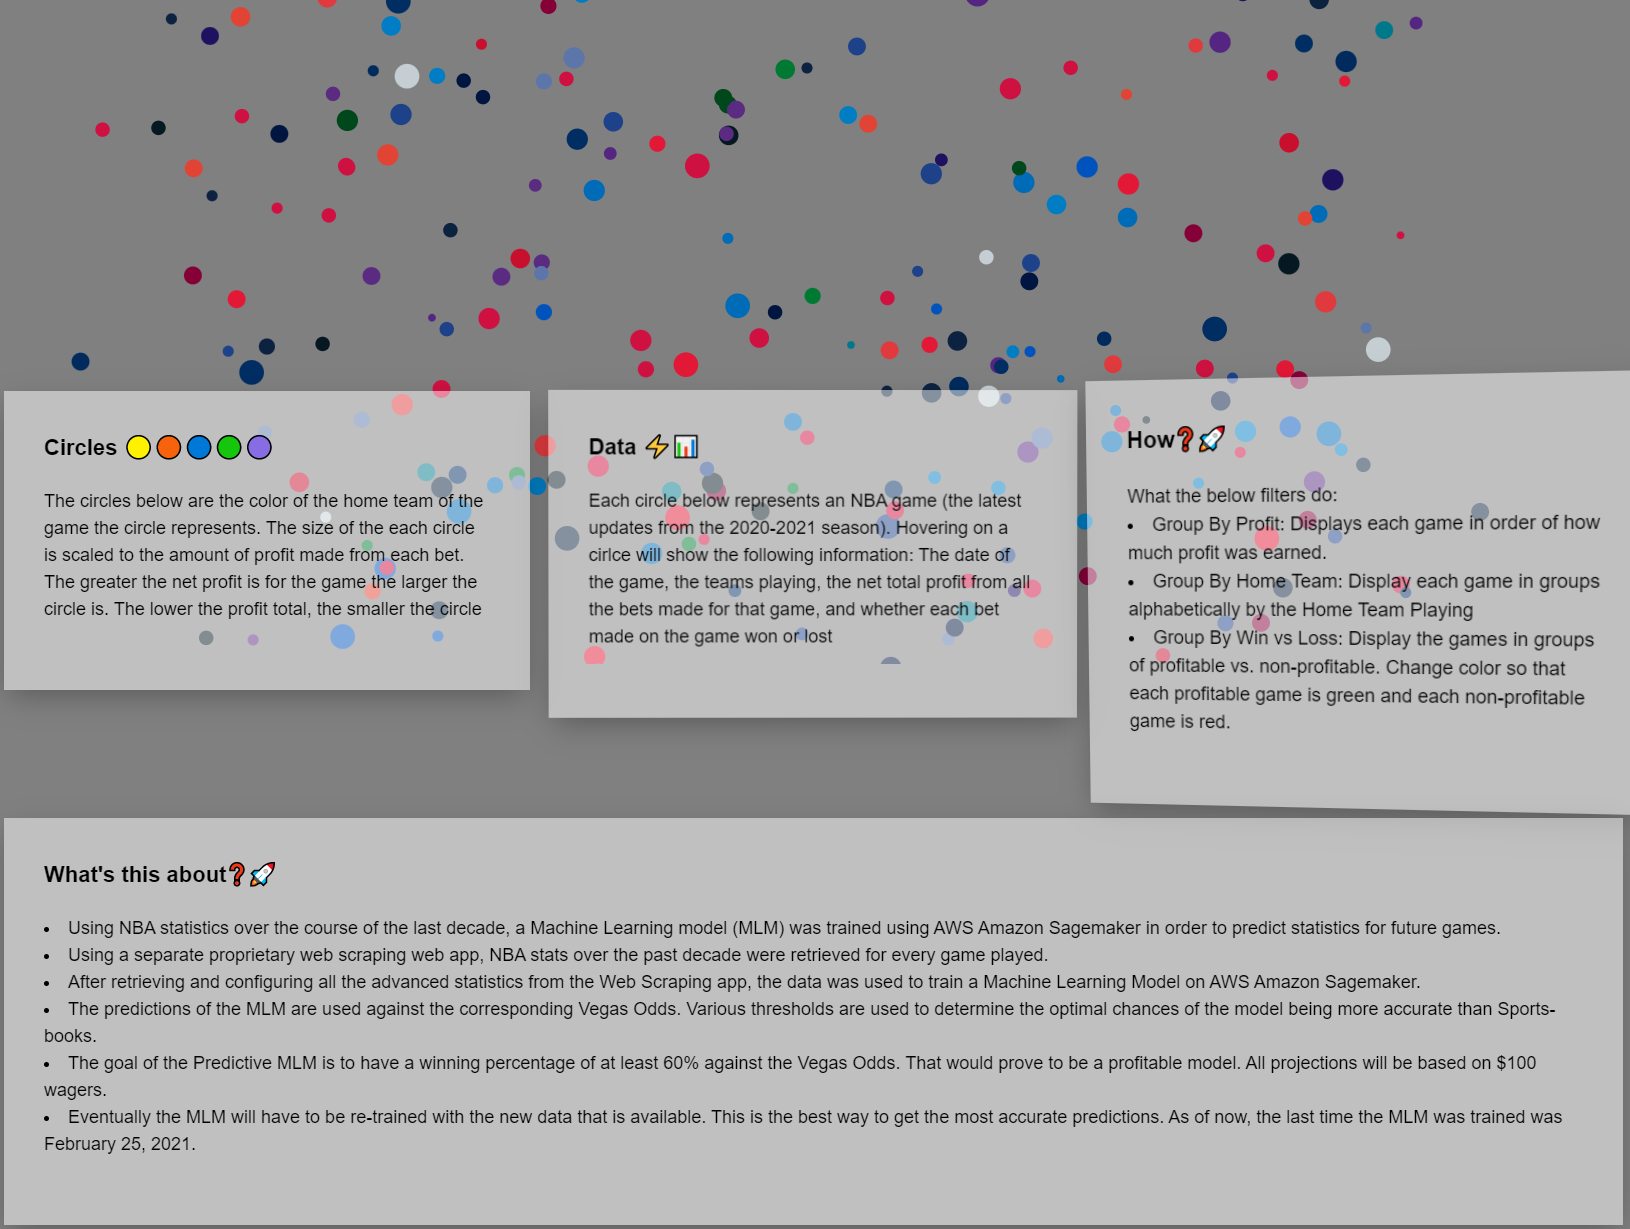 Circles 🟡🟠🔵🟢🟣
The circles below are the color of the home team of the
game the circle represents. The size of the each circle
is scaled to the amount of profit made from each bet.
The greater the net profit is for the game the larger the
circle is. The lower the profit total, the smaller the circle
Data ⚡📊
Each circle below represents an NBA game (the latest
updates from the 2020-2021 season). Hovering on a
cirlce will show the following information: The date of
the game, the teams playing, the net total profit from all
the bets made for that game, and whether each bet
made on the game won or lost
How❓🚀
What the below filters do:
• Group By Profit: Displays each game in order of how
much profit was earned.
• Group By Home Team: Display each game in groups
alphabetically by the Home Team Playing
• Group By Win vs Loss: Display the games in groups
of profitable vs. non-profitable. Change color so that
each profitable game is green and each non-profitable
game is red.
What's this about❓🚀
• Using NBA statistics over the course of the last decade, a Machine Learning model (MLM) was trained using AWS Amazon Sagemaker in order to predict statistics for future games.
• Using a separate proprietary web scraping web app, NBA stats over the past decade were retrieved for every game played.
• After retrieving and configuring all the advanced statistics from the Web Scraping app, the data was used to train a Machine Learning Model on AWS Amazon Sagemaker.
• The predictions of the MLM are used against the corresponding Vegas Odds. Various thresholds are used to determine the optimal chances of the model being more accurate than Sports-
books.
• The goal of the Predictive MLM is to have a winning percentage of at least 60% against the Vegas Odds. That would prove to be a profitable model. All projections will be based on $100
wagers.
• Eventually the MLM will have to be re-trained with the new data that is available. This is the best way to get the most accurate predictions. As of now, the last time the MLM was trained was
February 25, 2021.